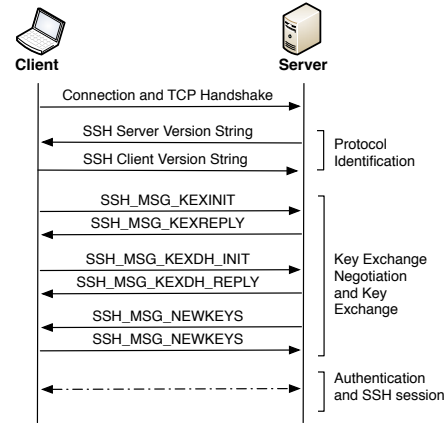 Client
Server
Connection and TCP Handshake
SSH Server Version String
SSH Client Version String
Protocol
Identification
SSH_MSG_KEXINIT
SSH_MSG_KEXREPLY
SSH_MSG_KEXDH_INIT
SSH_MSG_KEXDH_REPLY
SSH_MSG_NEWKEYS
SSH_MSG_NEWKEYS
Key Exchange
Negotiation
and Key
Exchange
Authentication
and SSH session